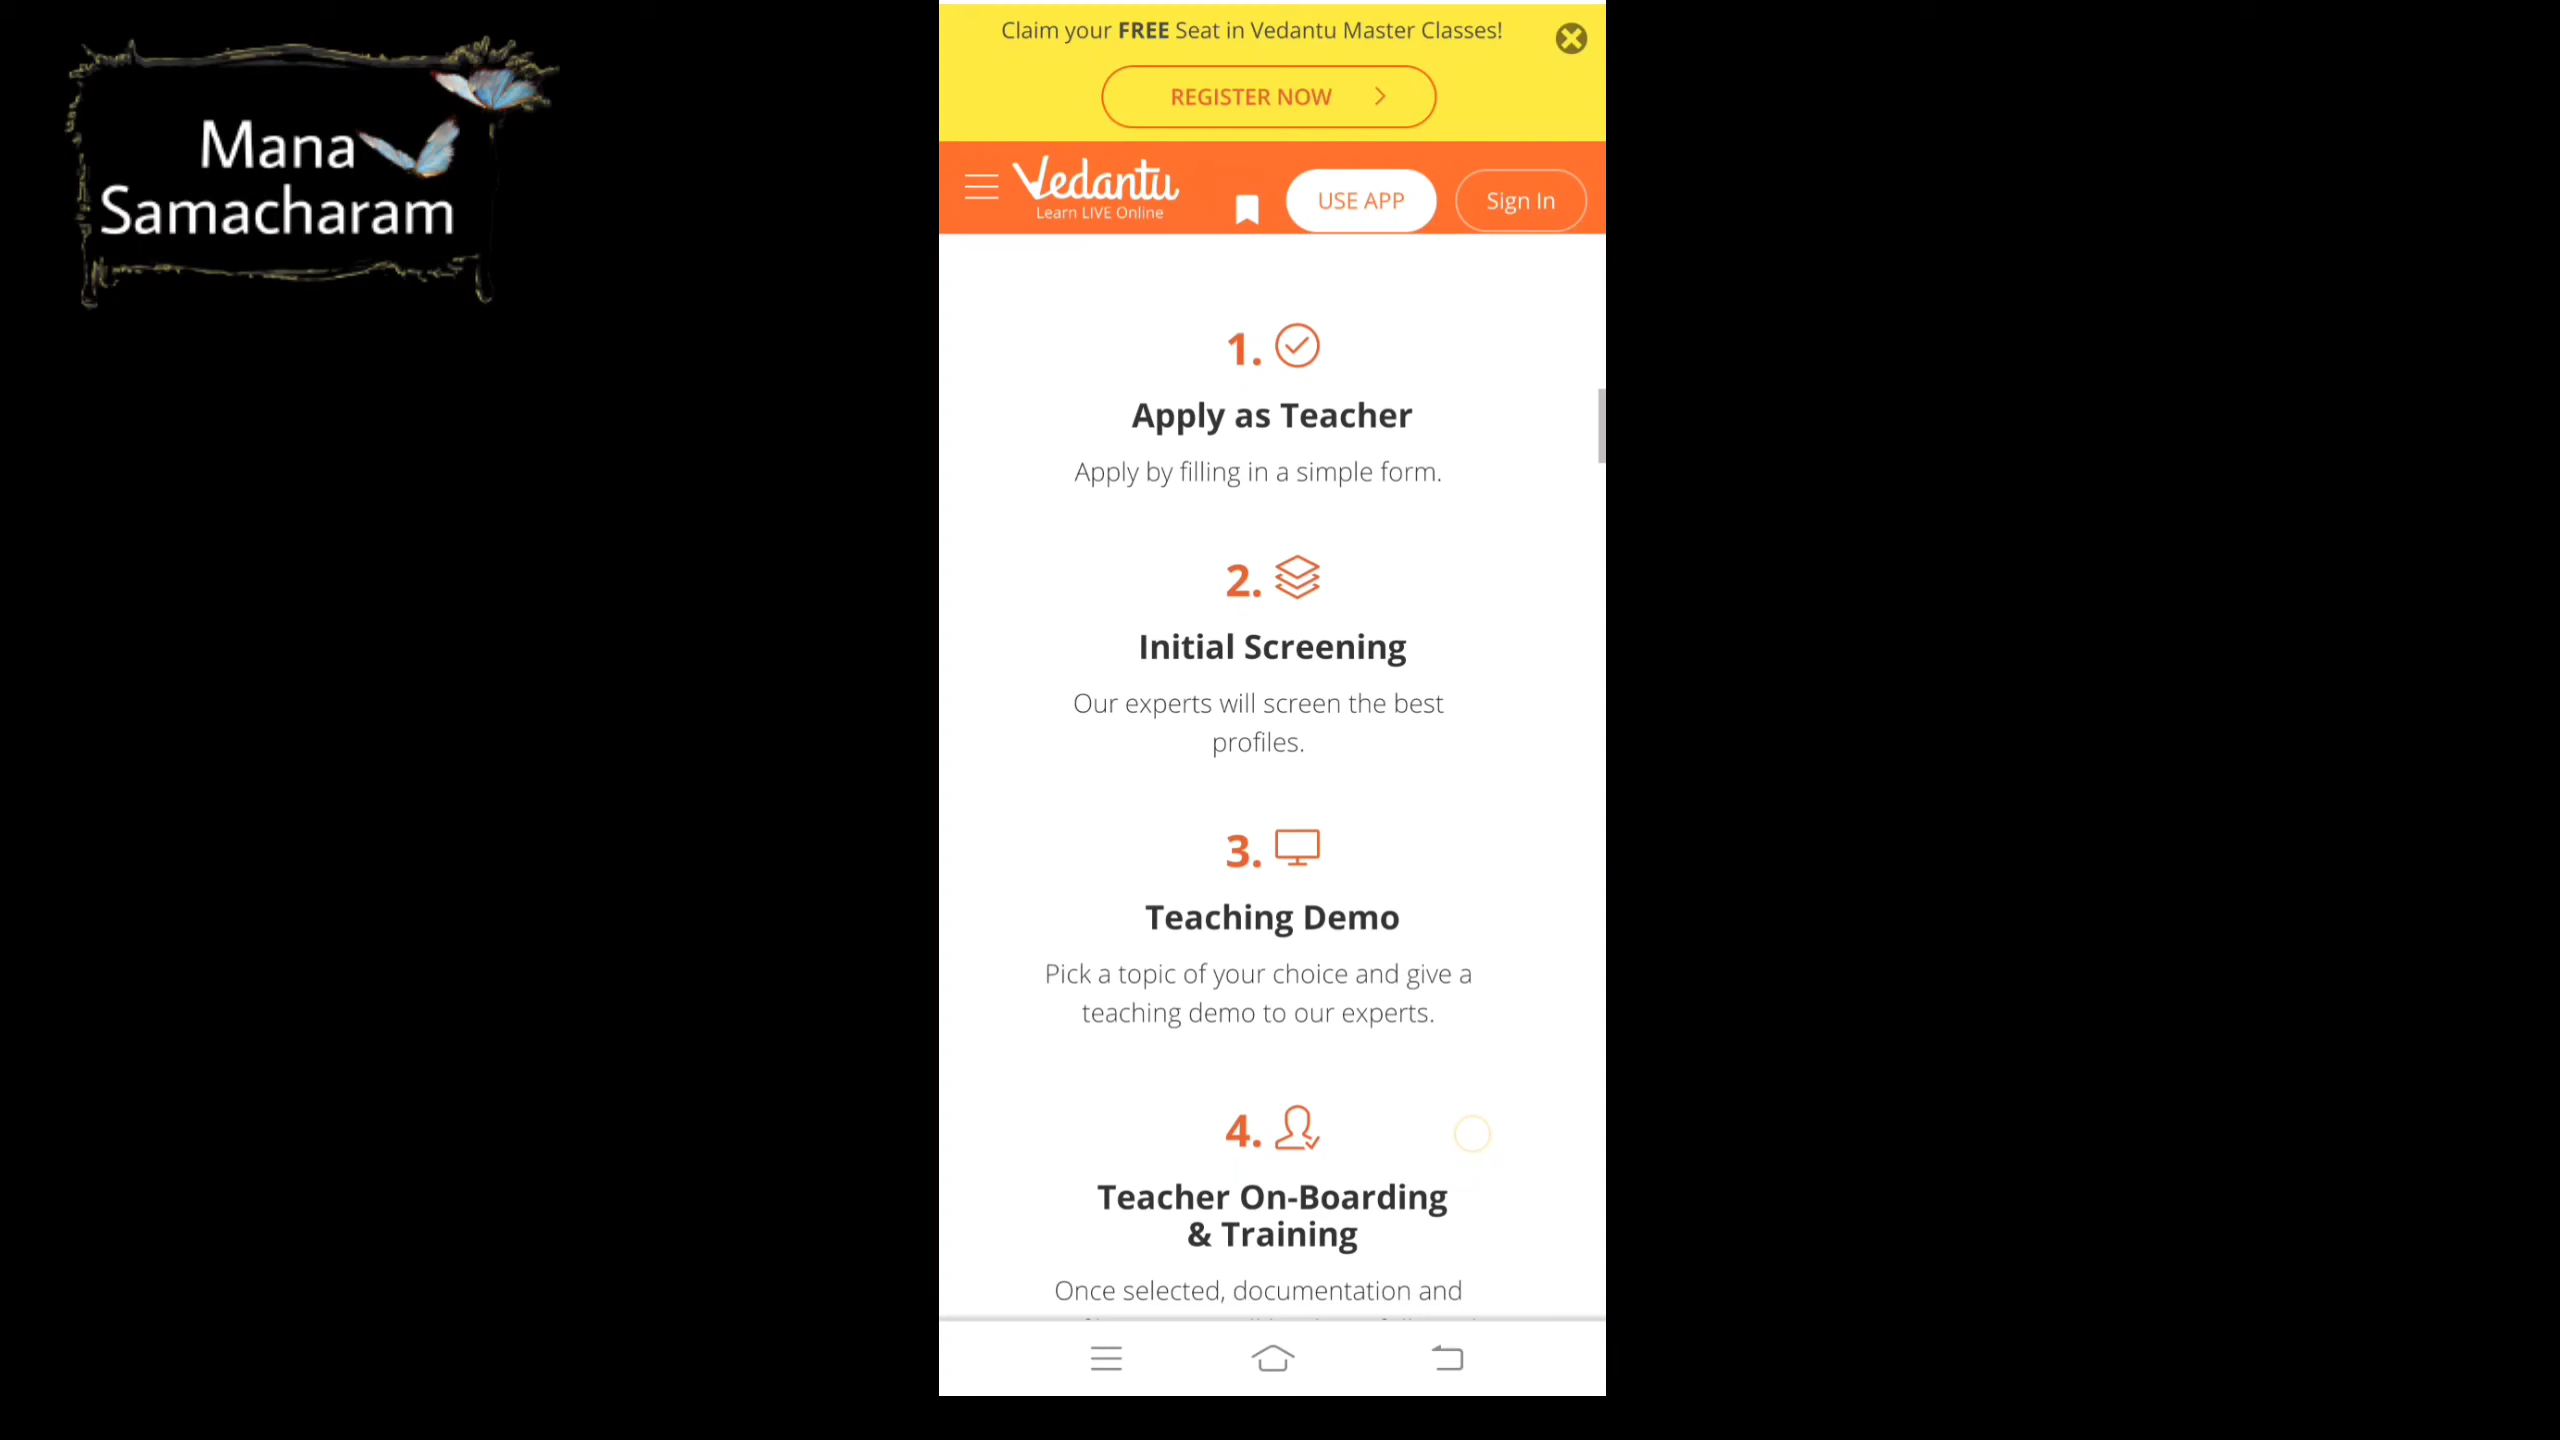 Mana
Samacharam
Claim your FREE Seat in Vedantu Master Classes!
REGISTER NOW
Vedantu
Learn LIVE Online
USE APP
Sign In
1.
Apply as Teacher
Apply by filling in a simple form.
2.
Initial Screening
Our experts will screen the best
profiles.
3.
Teaching Demo
Pick a topic of your choice and give a
teaching demo to our experts.
4.
Teacher On-Boarding
& Training
Once selected, documentation and